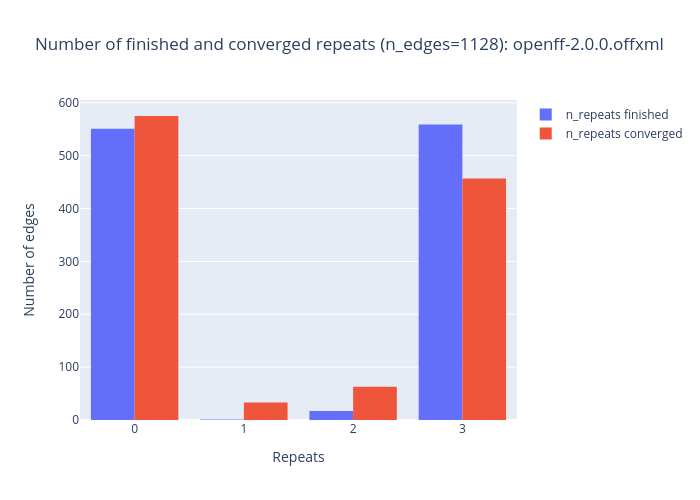 Number of finished and converged repeats (n_edges=1128): openff-2.0.0.offxml
n_repeats finished
n_repeats converged
600
500
400
300
200
100
0
Number of edges
0 1 2 3
Repeats